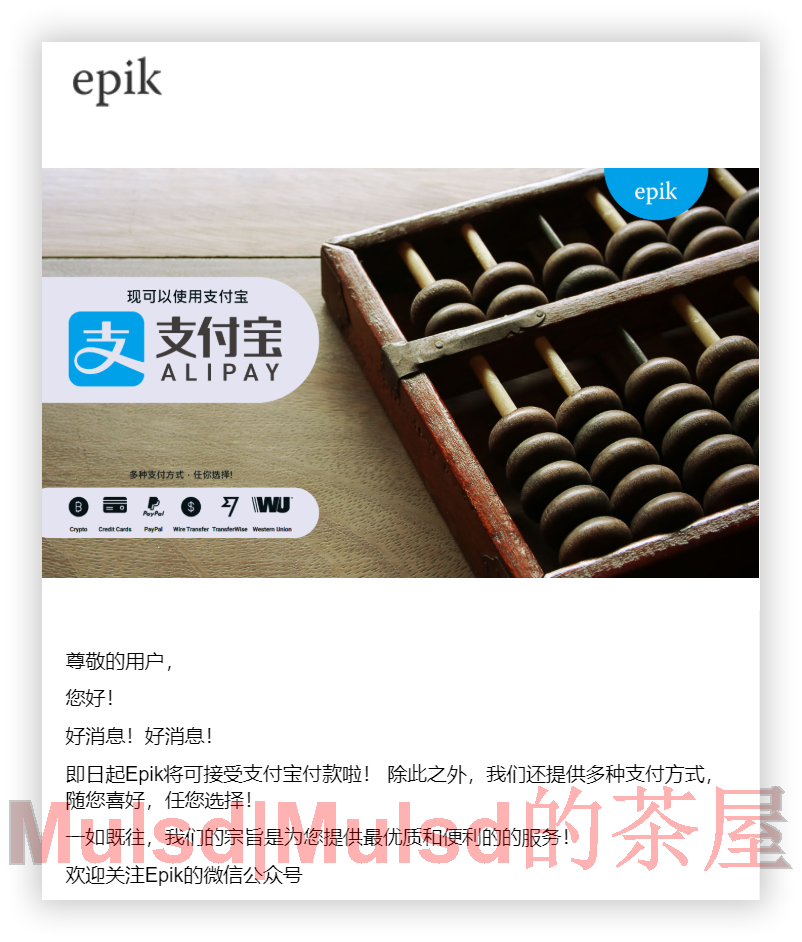 epik
epik
现可以使用支付宝
支 支付宝
ALIPAY
多种支付方式 · 任你选择!
PayPal WU
Crypto Credit Cards PayPal Wire Transfer TransferWise Western Union
尊敬的用户，
您好！
好消息！好消息！
即日起Epik将可接受支付宝付款啦！ 除此之外，我们还提供多种支付方式，
随您喜好，任您选择！
一如既往，我们的宗旨是为您提供最优质和便利的的服务！
Mulsd|Mulsd的茶屋
欢迎关注Epik的微信公众号